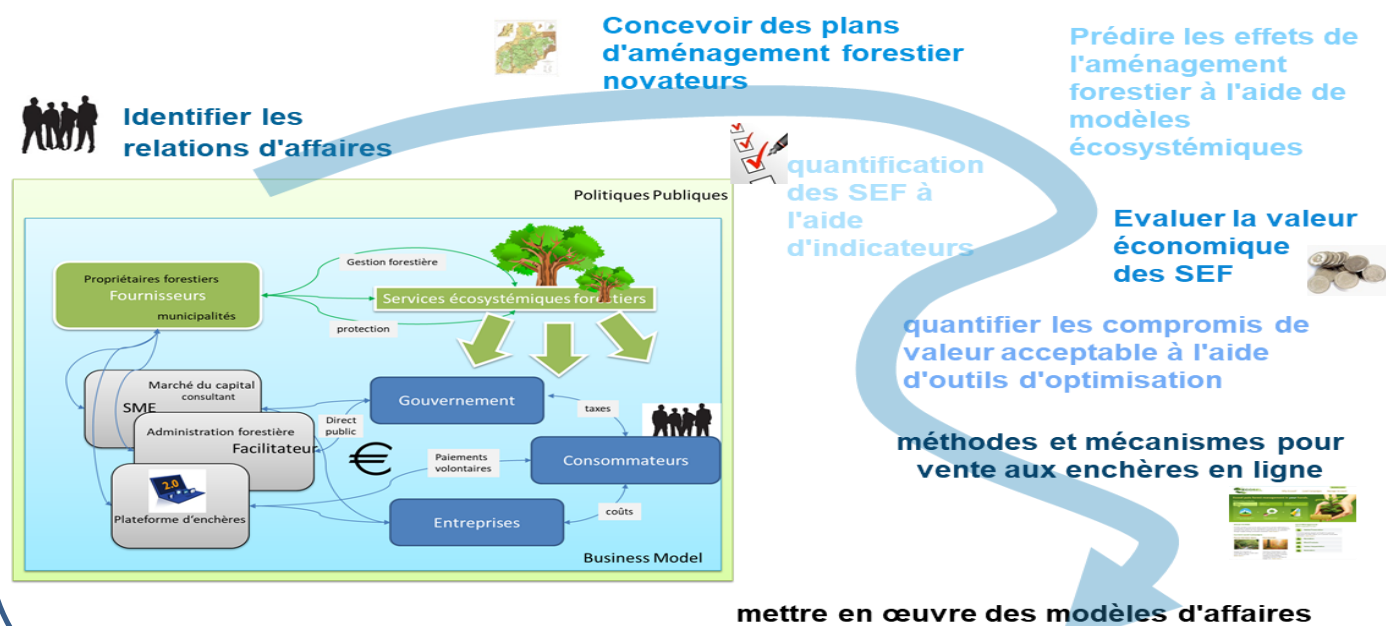 Identifier les
relations d'affaires
Concevoir des plans
d'aménagement forestier
novateurs
Prédire les effets de
l'aménagement
forestier à l'aide de
modèles
écosystémiques
quantification
des SEF à
l'aide
d'indicateurs
Evaluer la valeur
économique
des SEF
quantifier les compromis de
valeur acceptable à l'aide
d'outils d'optimisation
méthodes et mécanismes pour
vente aux enchères en ligne
mettre en œuvre des modèles d'affaires
Politiques Publiques
Gestion forestière
Propriétaires forestiers
Fournisseurs
municipalités
Services écosystémiques forestiers
protection
Marché du capital
consultant
SME
Administration forestière
Facilitateur
2.0
Plateforme d'enchères
Gouvernement
Direct
public
€
taxes
Paiements
volontaires
Consommateurs
Entreprises
coûts
Business Model